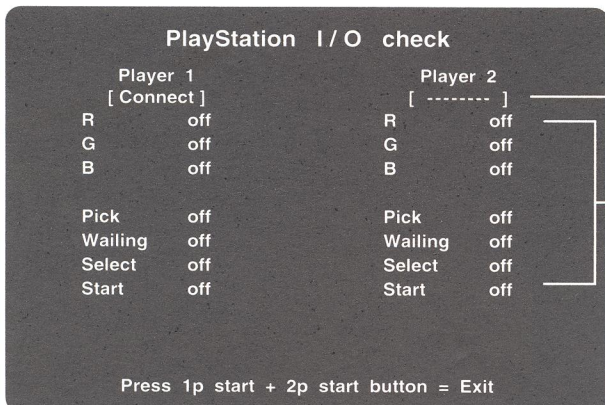 PlayStation I/O check
Player 1 Player 2
[ Connect ] [ -------- ]
R off R off
G off G off
B off B off
Pick off Pick off
Wailing off Wailing off
Select off Select off
Start off Start off
Press 1p start + 2p start button = Exit